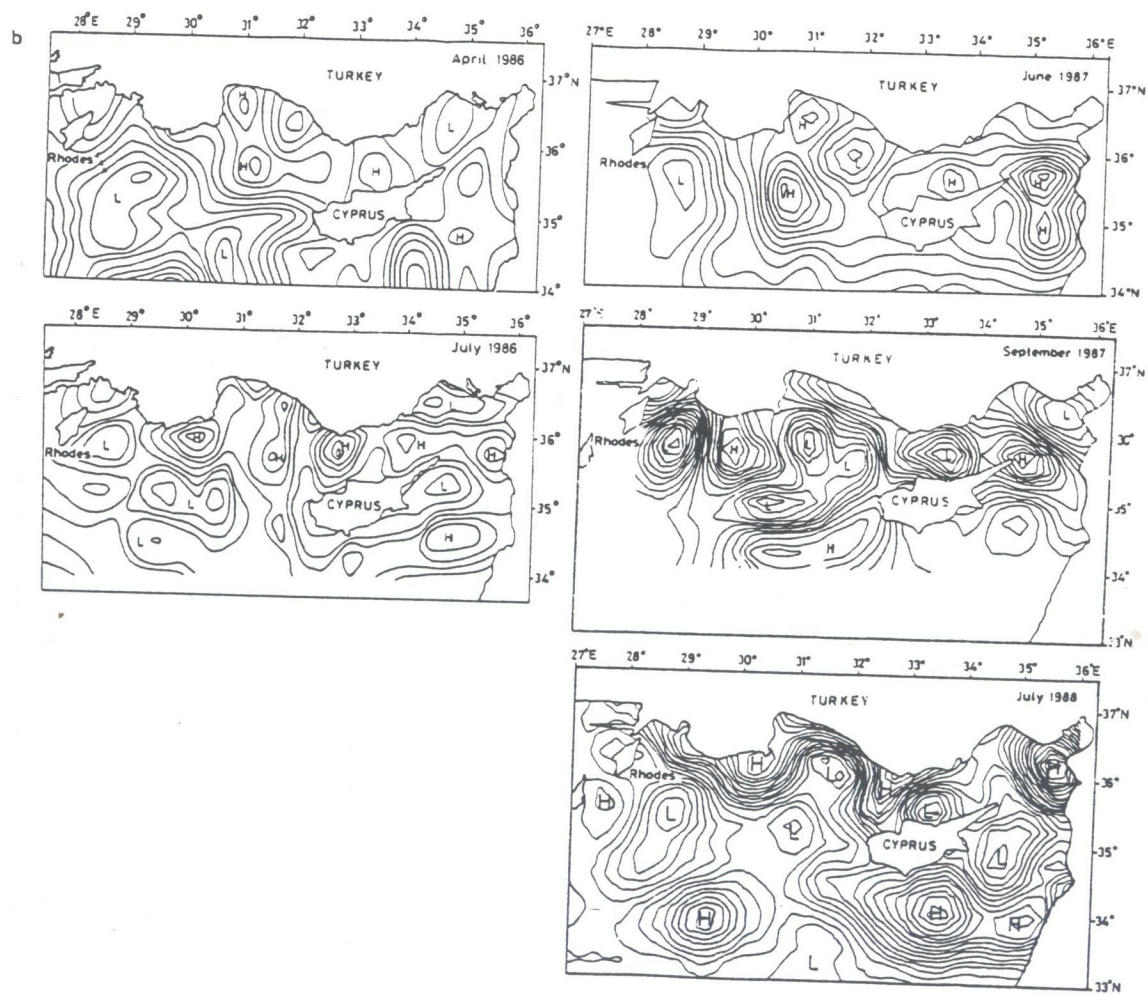 b
28°E 29° 30° 31° 32° 33° 34° 35°
April 1986
TURKEY
37°N
36°
35°
34°
Rhodes
CYPRUS
H
H
H
L
L
L
H
27°E 28° 29° 30° 31° 32° 33° 34° 35° 36°E
June 1987
TURKEY
37°N
36°
35°
34°N
Rhodes
CYPRUS
L
H
H
L
H
H
H
28° 29° 30° 31° 32° 33° 34° 35° 36°
July 1986
TURKEY
37°
36°
35°
34°
Rhodes
CYPRUS
L
H
H
H
H
L
H
L
L
L
H
27°E 28° 29° 30° 31° 32° 33° 34° 35° 36°E
September 1987
TURKEY
37°N
35°
34°
33°N
Rhodes
CYPRUS
L
H
L
L
L
H
L
H
L
27°E 28° 29° 30° 31° 32° 33° 34° 35° 36°E
July 1988
TURKEY
37°N
36°
35°
34°
33°N
Rhodes
CYPRUS
H
H
L
L
L
H
L
H
L
H
H
H
L